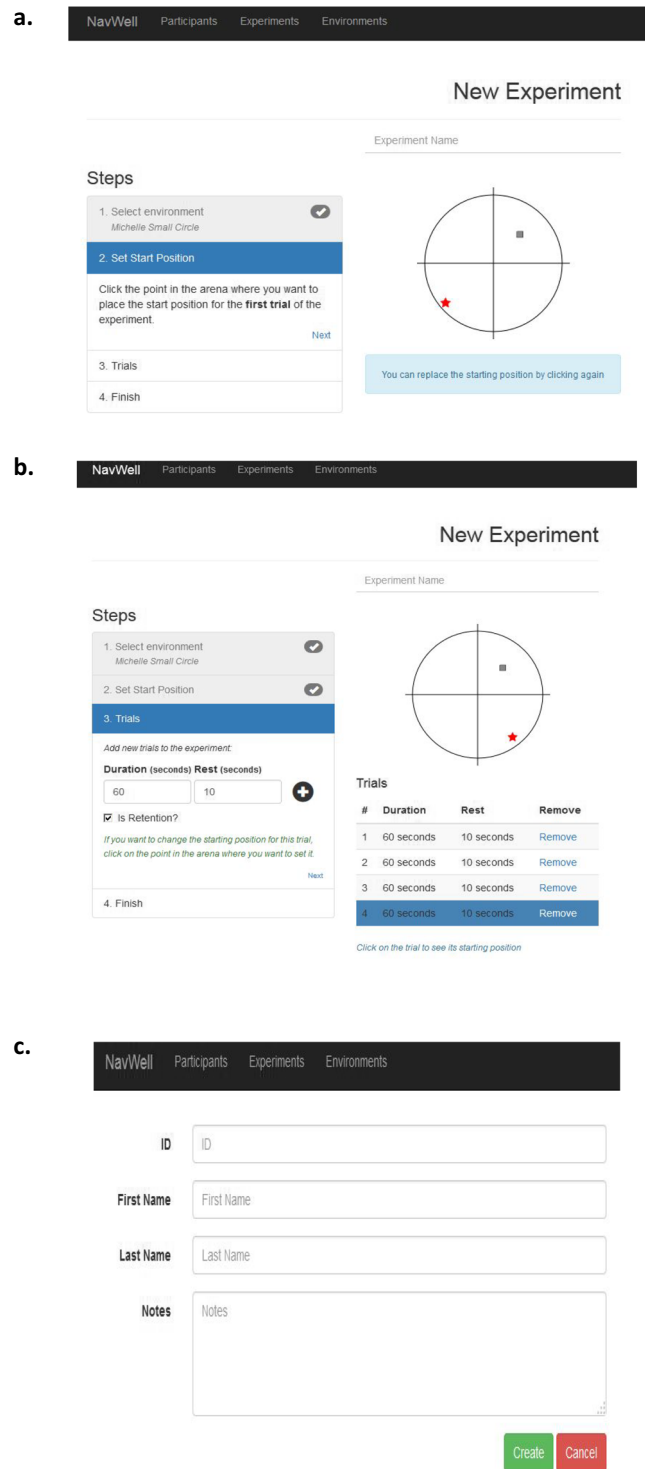 a.
NavWell Participants Experiments Environments
New Experiment
Experiment Name
Steps
1. Select environment
Michelle Small Circle
2. Set Start Position
Click the point in the arena where you want to
place the start position for the first trial of the
experiment.
Next
3. Trials
4. Finish
You can replace the starting position by clicking again
b.
NavWell Participants Experiments Environments
New Experiment
Experiment Name
Steps
1. Select environment
Michelle Small Circle
2. Set Start Position
3. Trials
Add new trials to the experiment:
Duration (seconds) Rest (seconds)
60 10
Is Retention?
If you want to change the starting position for this trial,
click on the point in the arena where you want to set it.
Next
4. Finish
Trials
# Duration Rest Remove
1 60 seconds 10 seconds Remove
2 60 seconds 10 seconds Remove
3 60 seconds 10 seconds Remove
4 60 seconds 10 seconds Remove
Click on the trial to see its starting position
c.
NavWell Participants Experiments Environments
ID ID
First Name First Name
Last Name Last Name
Notes Notes
Create Cancel